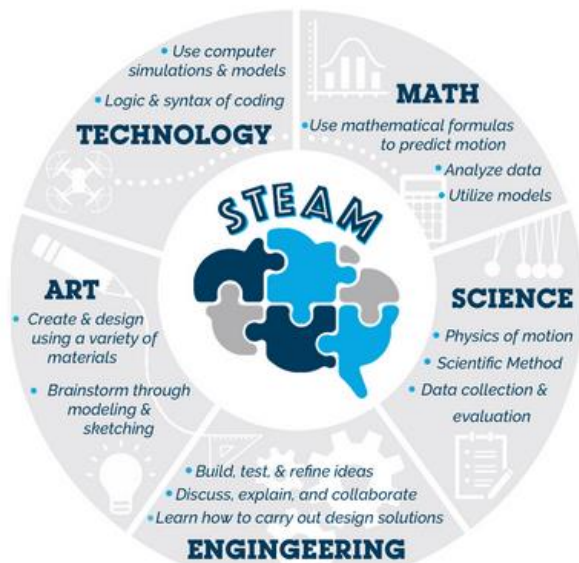 • Use computer
simulations & models
• Logic & syntax of coding
TECHNOLOGY
MATH
• Use mathematical formulas
to predict motion
• Analyze data
• Utilize models
STEAM
ART
• Create & design
using a variety of
materials
• Brainstorm through
modeling &
sketching
SCIENCE
• Physics of motion
• Scientific Method
• Data collection &
evaluation
• Build, test, & refine ideas
• Discuss, explain, and collaborate
• Learn how to carry out design solutions
ENGINGEERING